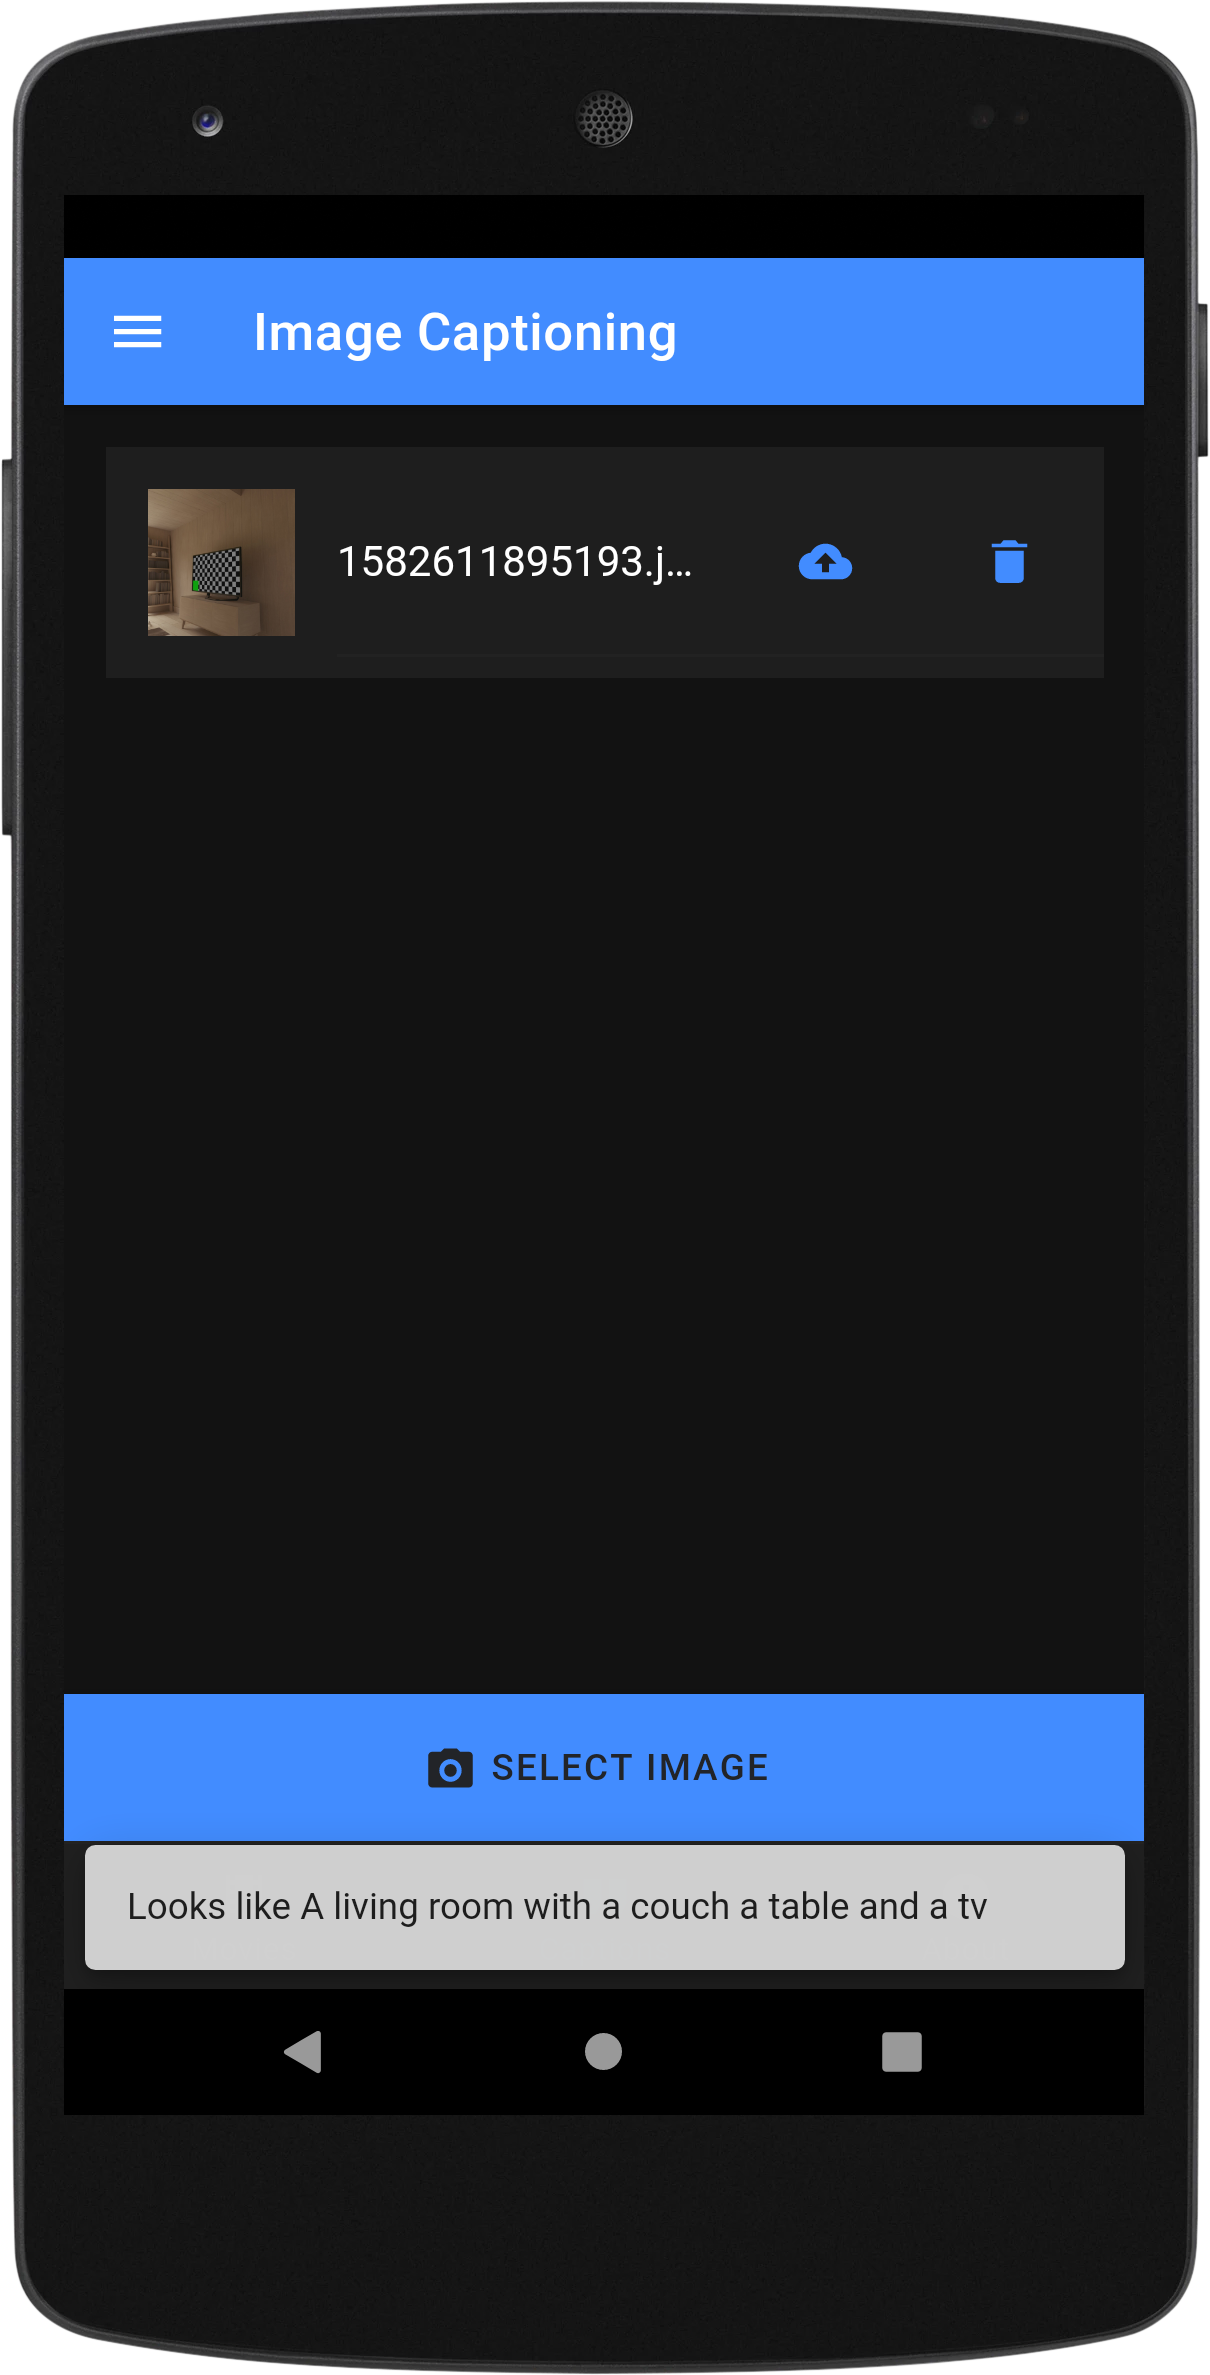 Image Captioning
1582611895193.j...
SELECT IMAGE
Looks like A living room with a couch a table and a tv